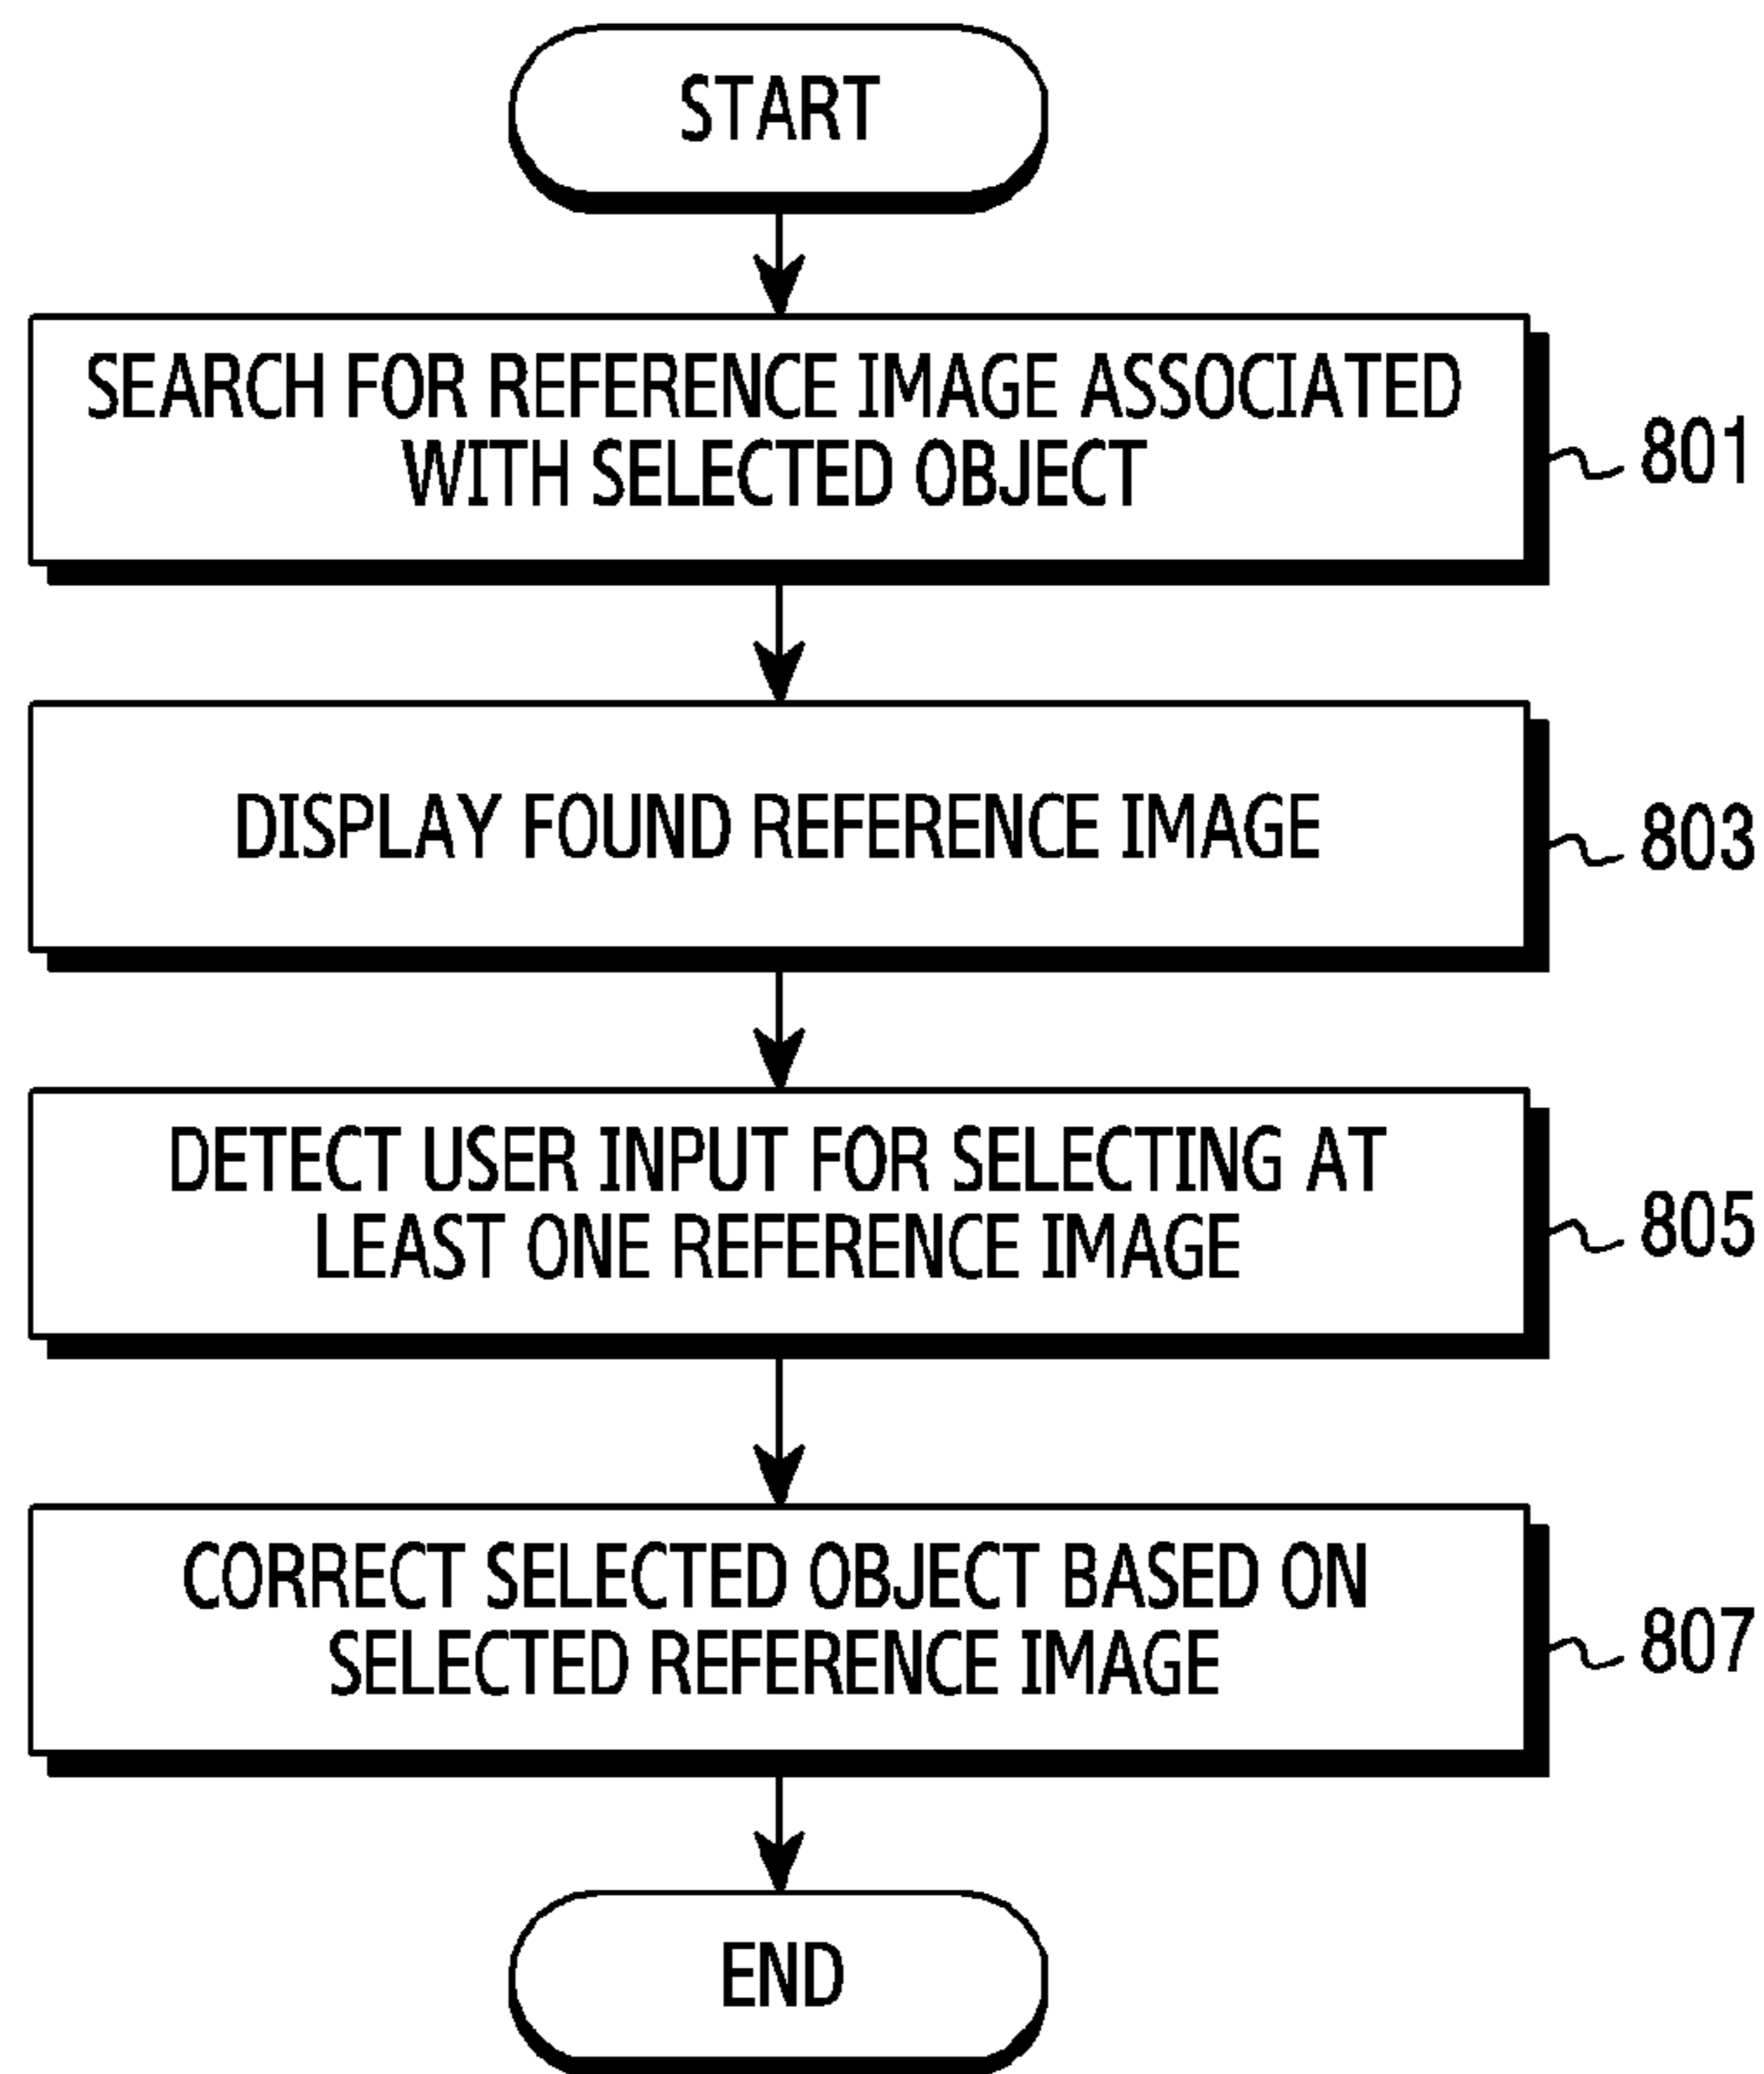 START
SEARCH FOR REFERENCE IMAGE ASSOCIATED
WITH SELECTED OBJECT
801
DISPLAY FOUND REFERENCE IMAGE
803
DETECT USER INPUT FOR SELECTING AT
LEAST ONE REFERENCE IMAGE
805
CORRECT SELECTED OBJECT BASED ON
SELECTED REFERENCE IMAGE
807
END